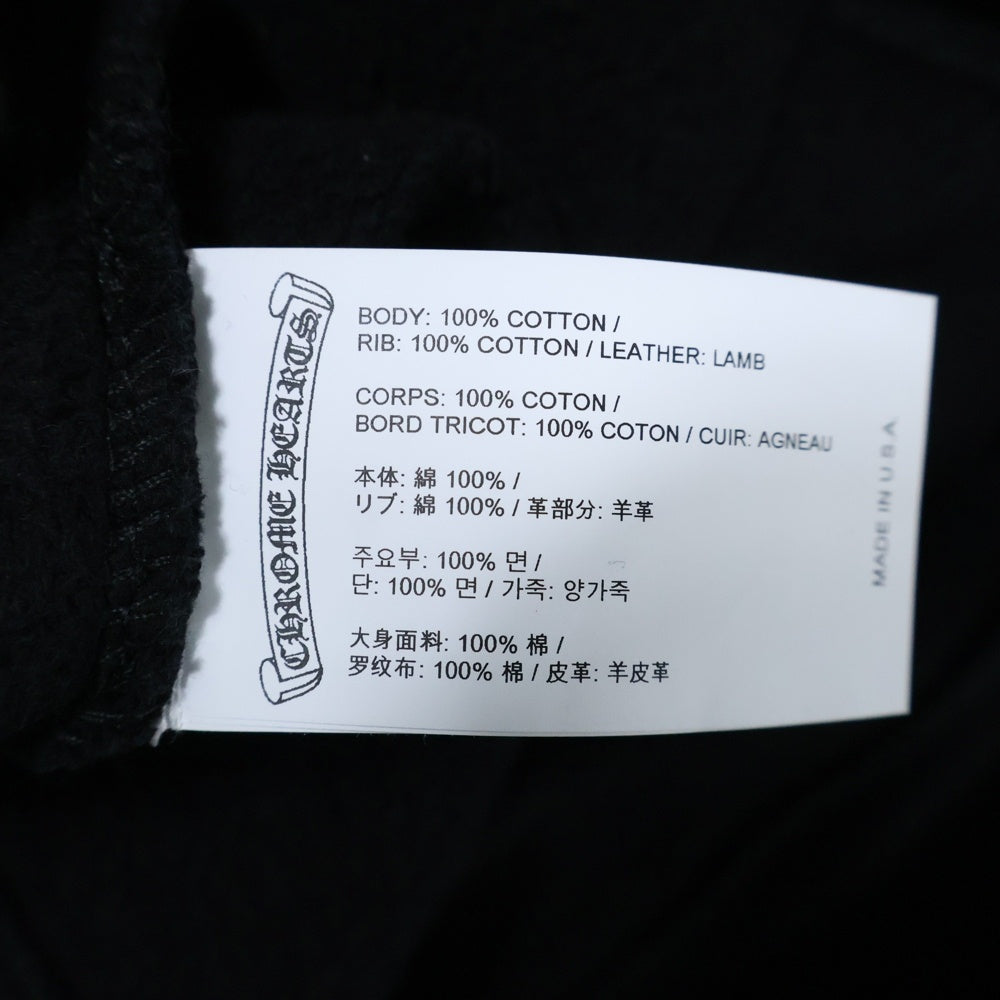 CHROME HEARTS
BODY: 100% COTTON /
RIB: 100% COTTON / LEATHER: LAMB
CORPS: 100% COTON /
BORD TRICOT: 100% COTON / CUIR: AGNEAU
本体: 綿 100% /
リブ: 綿 100% / 革部分: 羊革
주요부: 100% 면 /
단: 100% 면 / 가죽: 양가죽
大身面料: 100% 棉 /
罗纹布: 100% 棉 / 皮革: 羊皮革
MADE IN U S A